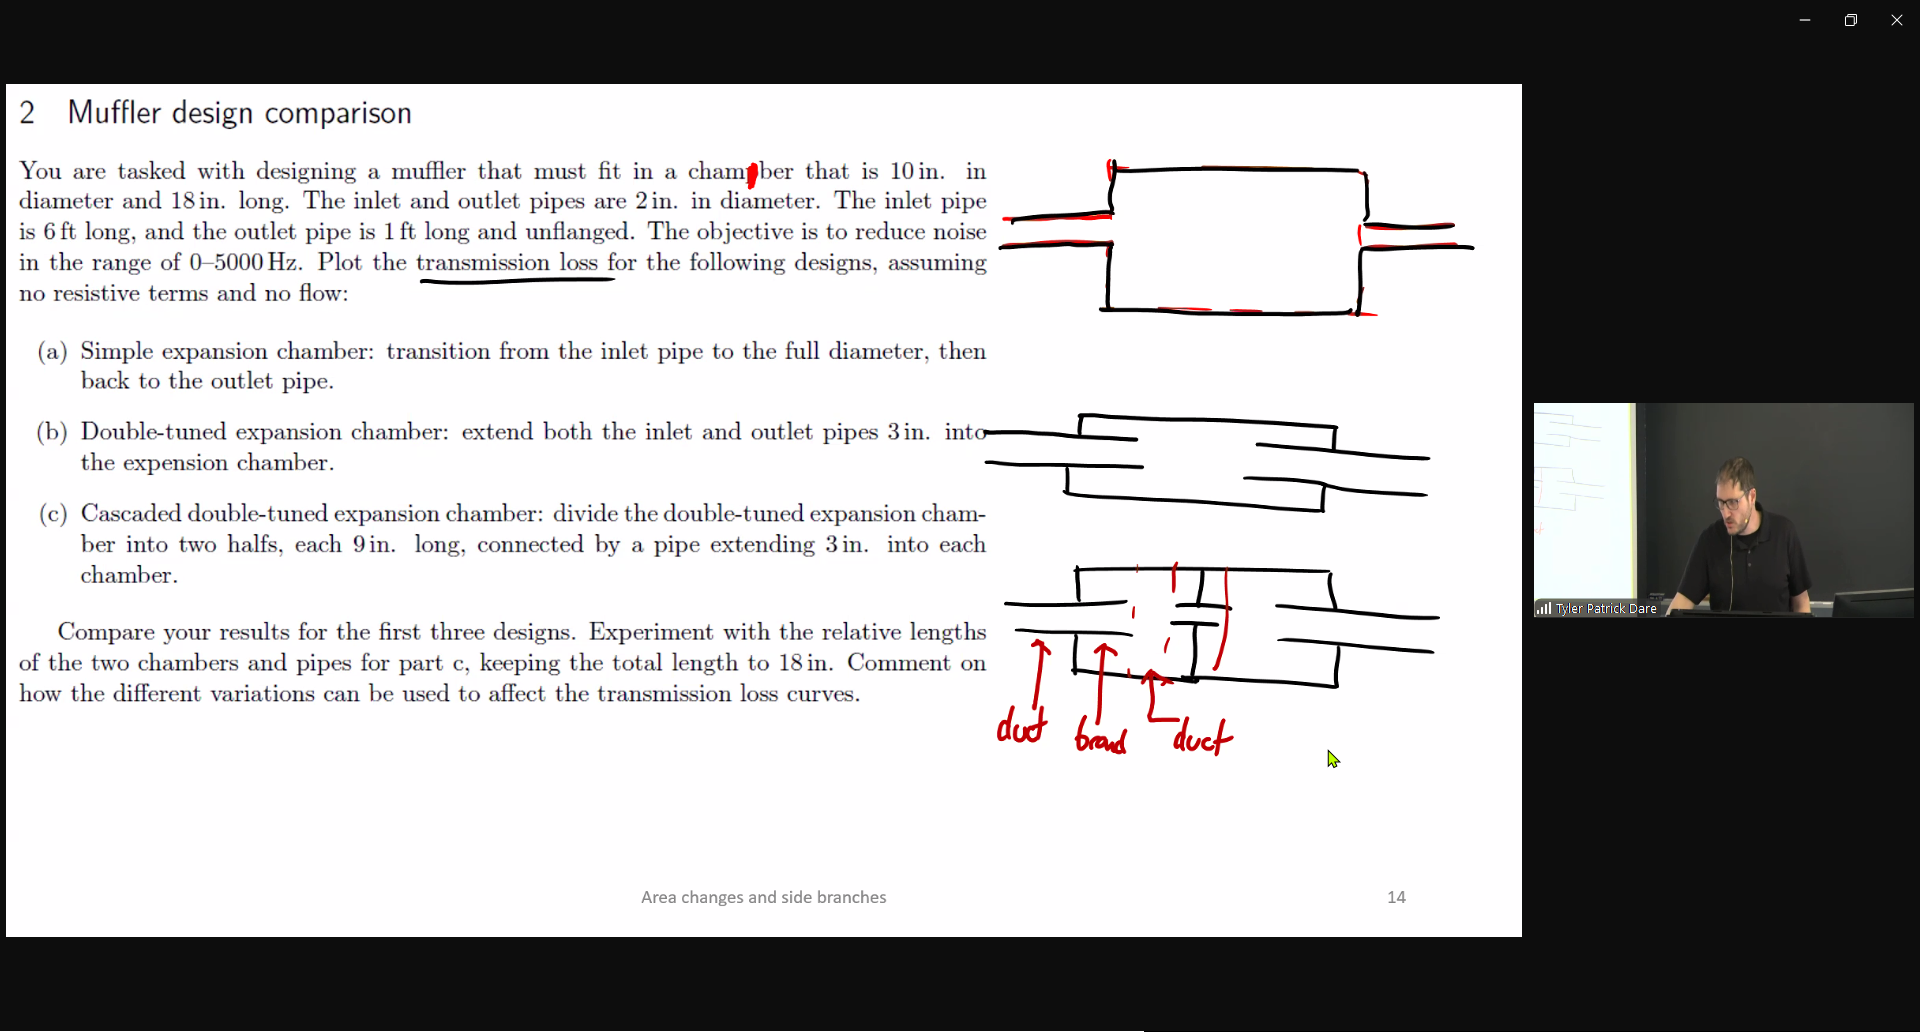 2 Muffler design comparison
You are tasked with designing a muffler that must fit in a chamber that is 10 in. in
diameter and 18 in. long. The inlet and outlet pipes are 2 in. in diameter. The inlet pipe
is 6 ft long, and the outlet pipe is 1 ft long and unflanged. The objective is to reduce noise
in the range of 0–5000 Hz. Plot the transmission loss for the following designs, assuming
no resistive terms and no flow:
(a) Simple expansion chamber: transition from the inlet pipe to the full diameter, then
back to the outlet pipe.
(b) Double-tuned expansion chamber: extend both the inlet and outlet pipes 3 in. into
the expension chamber.
(c) Cascaded double-tuned expansion chamber: divide the double-tuned expansion cham-
ber into two halfs, each 9 in. long, connected by a pipe extending 3 in. into each
chamber.
Compare your results for the first three designs. Experiment with the relative lengths
of the two chambers and pipes for part c, keeping the total length to 18 in. Comment on
how the different variations can be used to affect the transmission loss curves.
duct duct
Area changes and side branches
14
Tyler Patrick Dare